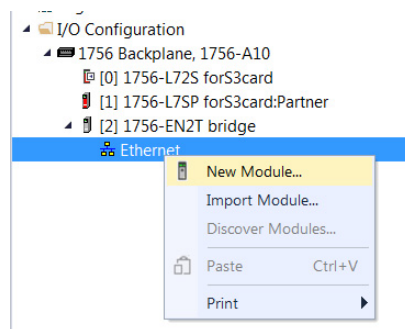 I/O Configuration
1756 Backplane, 1756-A10
[0] 1756-L72S forS3card
[1] 1756-L7SP forS3card:Partner
[2] 1756-EN2T bridge
Ethernet
New Module...
Import Module...
Discover Modules...
Paste Ctrl+V
Print